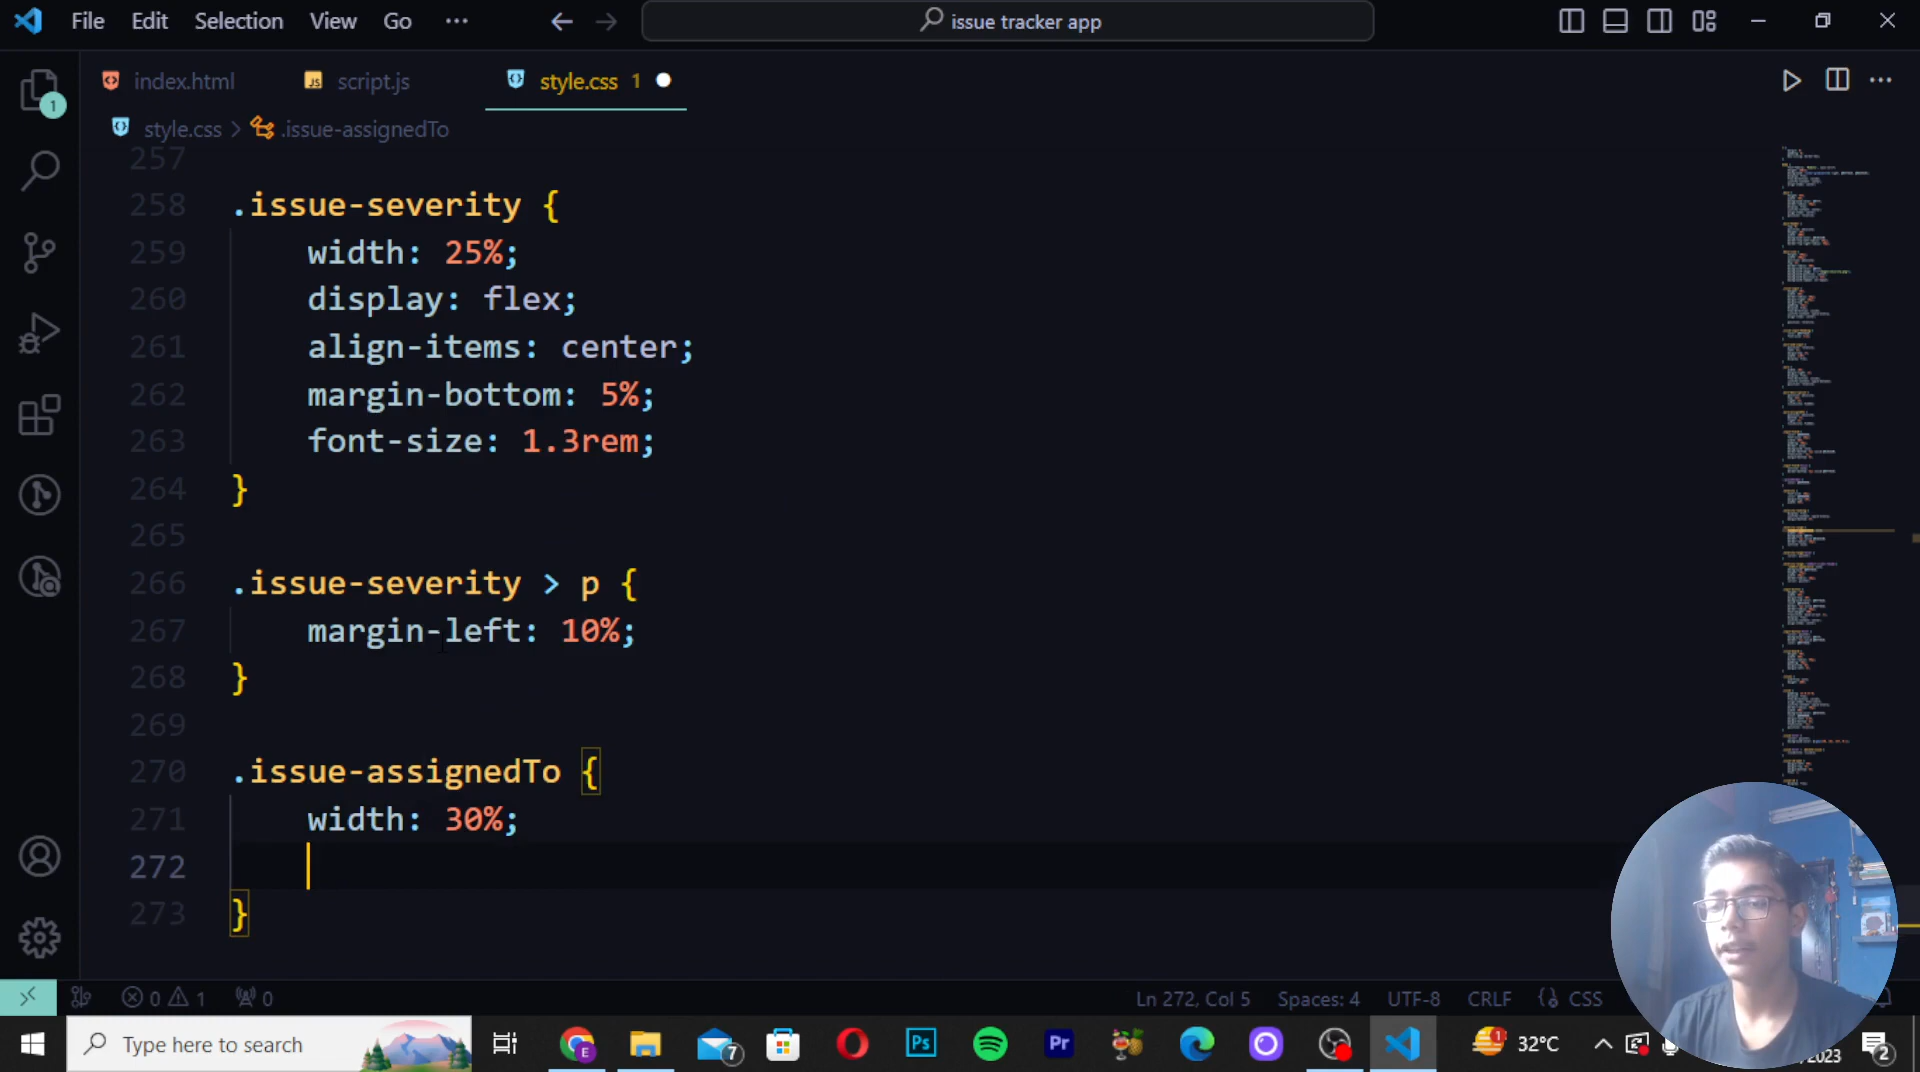 File Edit Selection View Go ··· issue tracker app
index.html script.js style.css 1
style.css > .issue-assignedTo
257
258 .issue-severity {
259 width: 25%;
260 display: flex;
261 align-items: center;
262 margin-bottom: 5%;
263 font-size: 1.3rem;
264 }
265
266 .issue-severity > p {
267 margin-left: 10%;
268 }
269
270 .issue-assignedTo {
271 width: 30%;
272
273 }
0 1 0 Ln 272, Col 5 Spaces: 4 UTF-8 CRLF CSS
Type here to search 7 32°C 2023 2